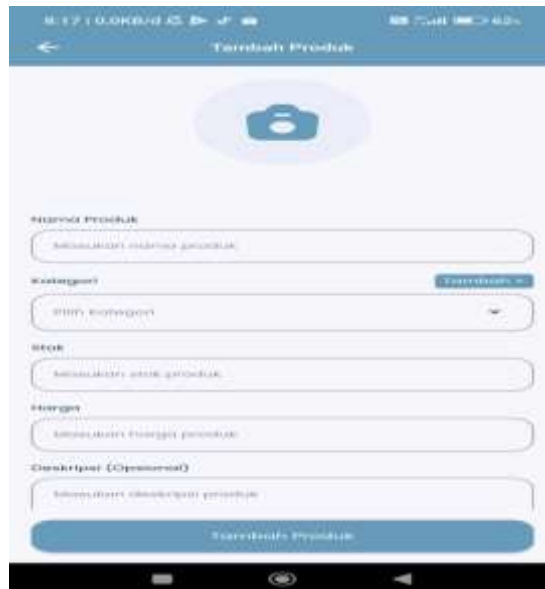 Tambah Produk
Nama Produk
Masukan nama produk
Kategori
Tambah +
Pilih Kategori
Stok
Masukan stok produk
Harga
Masukan harga produk
Deskripsi (Opsional)
Masukan deskripsi produk
Tambah Produk